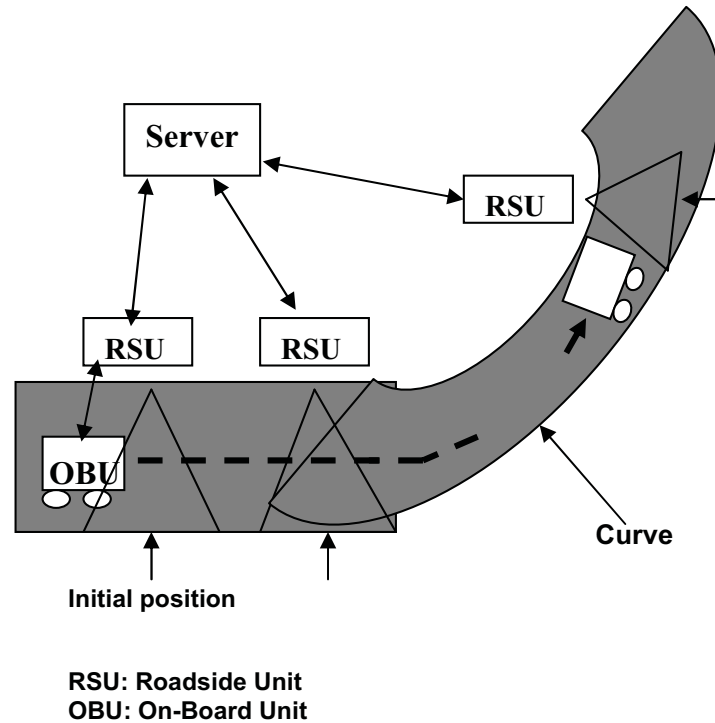 Server
RSU
RSU
RSU
OBU
Curve
Initial position
RSU: Roadside Unit
OBU: On-Board Unit